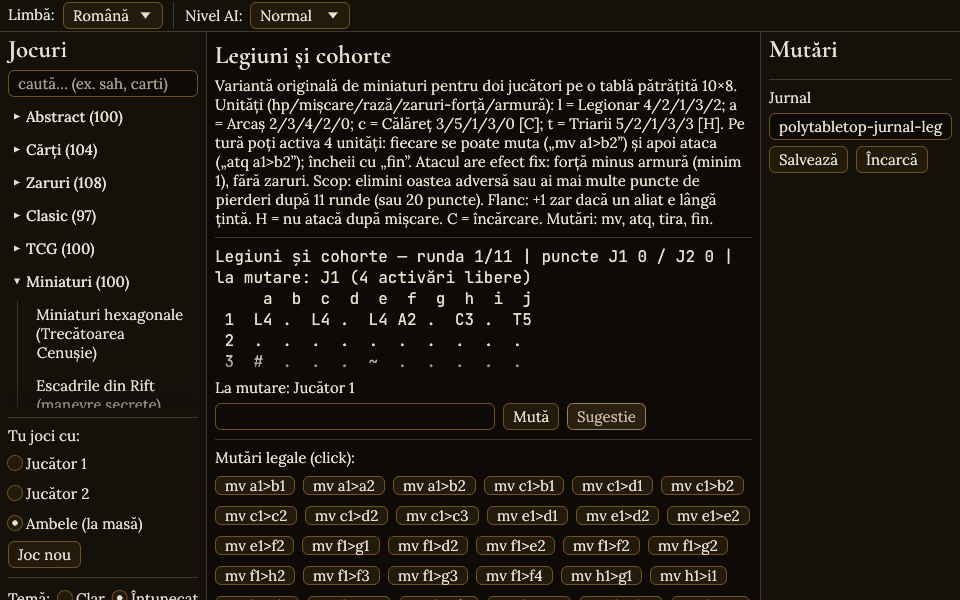 Limbă: Română ▼ Nivel AI: Normal ▼
Jocuri
caută... (ex. sah, carti)
▸ Abstract (100)
▸ Cărți (104)
▸ Zaruri (108)
▸ Clasic (97)
▸ TCG (100)
▾ Miniaturi (100)
Miniaturi hexagonale
(Trecătoarea
Cenușie)
Escadrile din Rift
(manevre secrete)
Tu joci cu:
Jucător 1
Jucător 2
Ambele (la masă)
Joc nou
Temă: Clar Întunecat
Legiuni și cohorte
Variantă originală de miniaturi pentru doi jucători pe o tablă pătrățită 10×8.
Unități (hp/mișcare/rază/zaruri-forță/armură): l = Legionar 4/2/1/3/2; a
= Arcaș 2/3/4/2/0; c = Călăreț 3/5/1/3/0 [C]; t = Triarii 5/2/1/3/3 [H]. Pe
tură poți activa 4 unități: fiecare se poate muta („mv a1>b2”) și apoi ataca
(„atq a1>b2”); închei cu „fin”. Atacul are efect fix: forță minus armură (minim
1), fără zaruri. Scop: elimini oastea adversă sau ai mai multe puncte de
pierderi după 11 runde (sau 20 puncte). Flanc: +1 zar dacă un aliat e lângă
țintă. H = nu atacă după mișcare. C = încărcare. Mutări: mv, atq, tira, fin.
Legiuni și cohorte — runda 1/11 | puncte J1 0 / J2 0 |
la mutare: J1 (4 activări libere)
a b c d e f g h i j
1 L4 . L4 . L4 A2 . C3 . T5
2 . . . . . . . . . .
3 # . . . ~ . . . . .
La mutare: Jucător 1
Mută Sugestie
Mutări legale (click):
mv a1>b1 mv a1>a2 mv a1>b2 mv c1>b1 mv c1>d1 mv c1>b2
mv c1>c2 mv c1>d2 mv c1>c3 mv e1>d1 mv e1>d2 mv e1>e2
mv e1>f2 mv f1>g1 mv f1>d2 mv f1>e2 mv f1>f2 mv f1>g2
mv f1>h2 mv f1>f3 mv f1>g3 mv f1>f4 mv h1>g1 mv h1>i1
Mutări
Jurnal
polytabletop-jurnal-leg
Salvează Încarcă